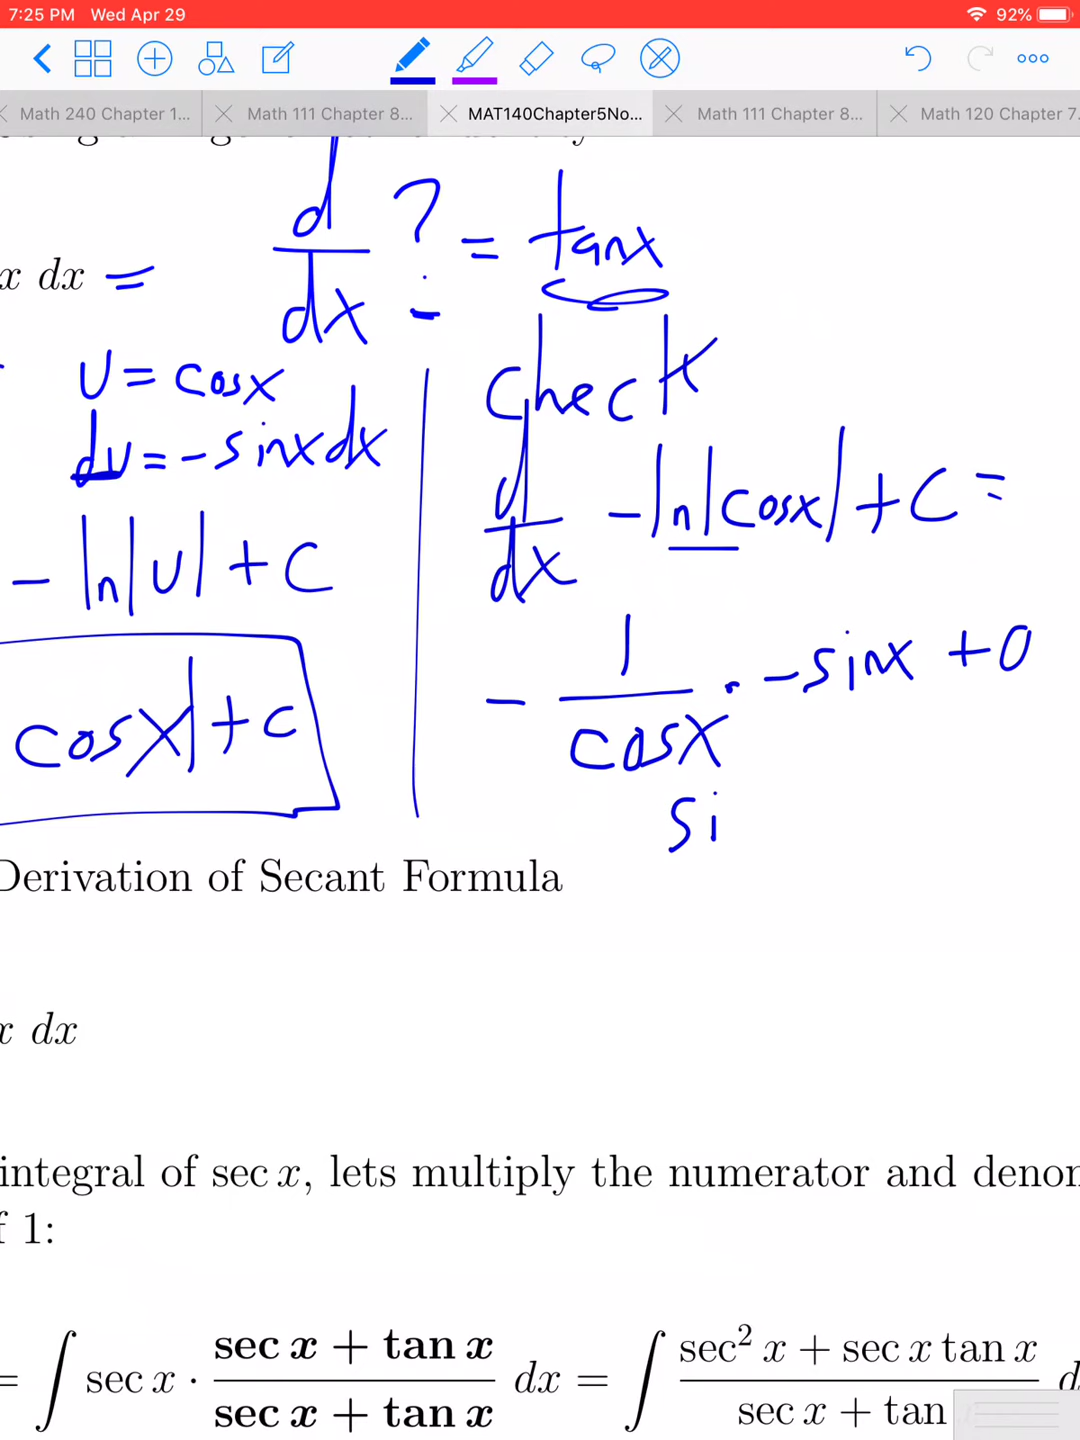 7:25 PM Wed Apr 29 92%
Math 240 Chapter 1... Math 111 Chapter 8... MAT140Chapter5No... Math 111 Chapter 8... Math 120 Chapter 7.
d/dx ? = tanx
x dx =
u = cosx
du = -sinxdx
- ln|u| + c
cosx| + c
check
d/dx -ln|cosx| + c =
- 1/cosx · -sinx + 0
si
Derivation of Secant Formula
x dx
integral of sec x, lets multiply the numerator and denom
f 1:
= ∫ sec x · (sec x + tan x)/(sec x + tan x) dx = ∫ (sec² x + sec x tan x)/(sec x + tan d